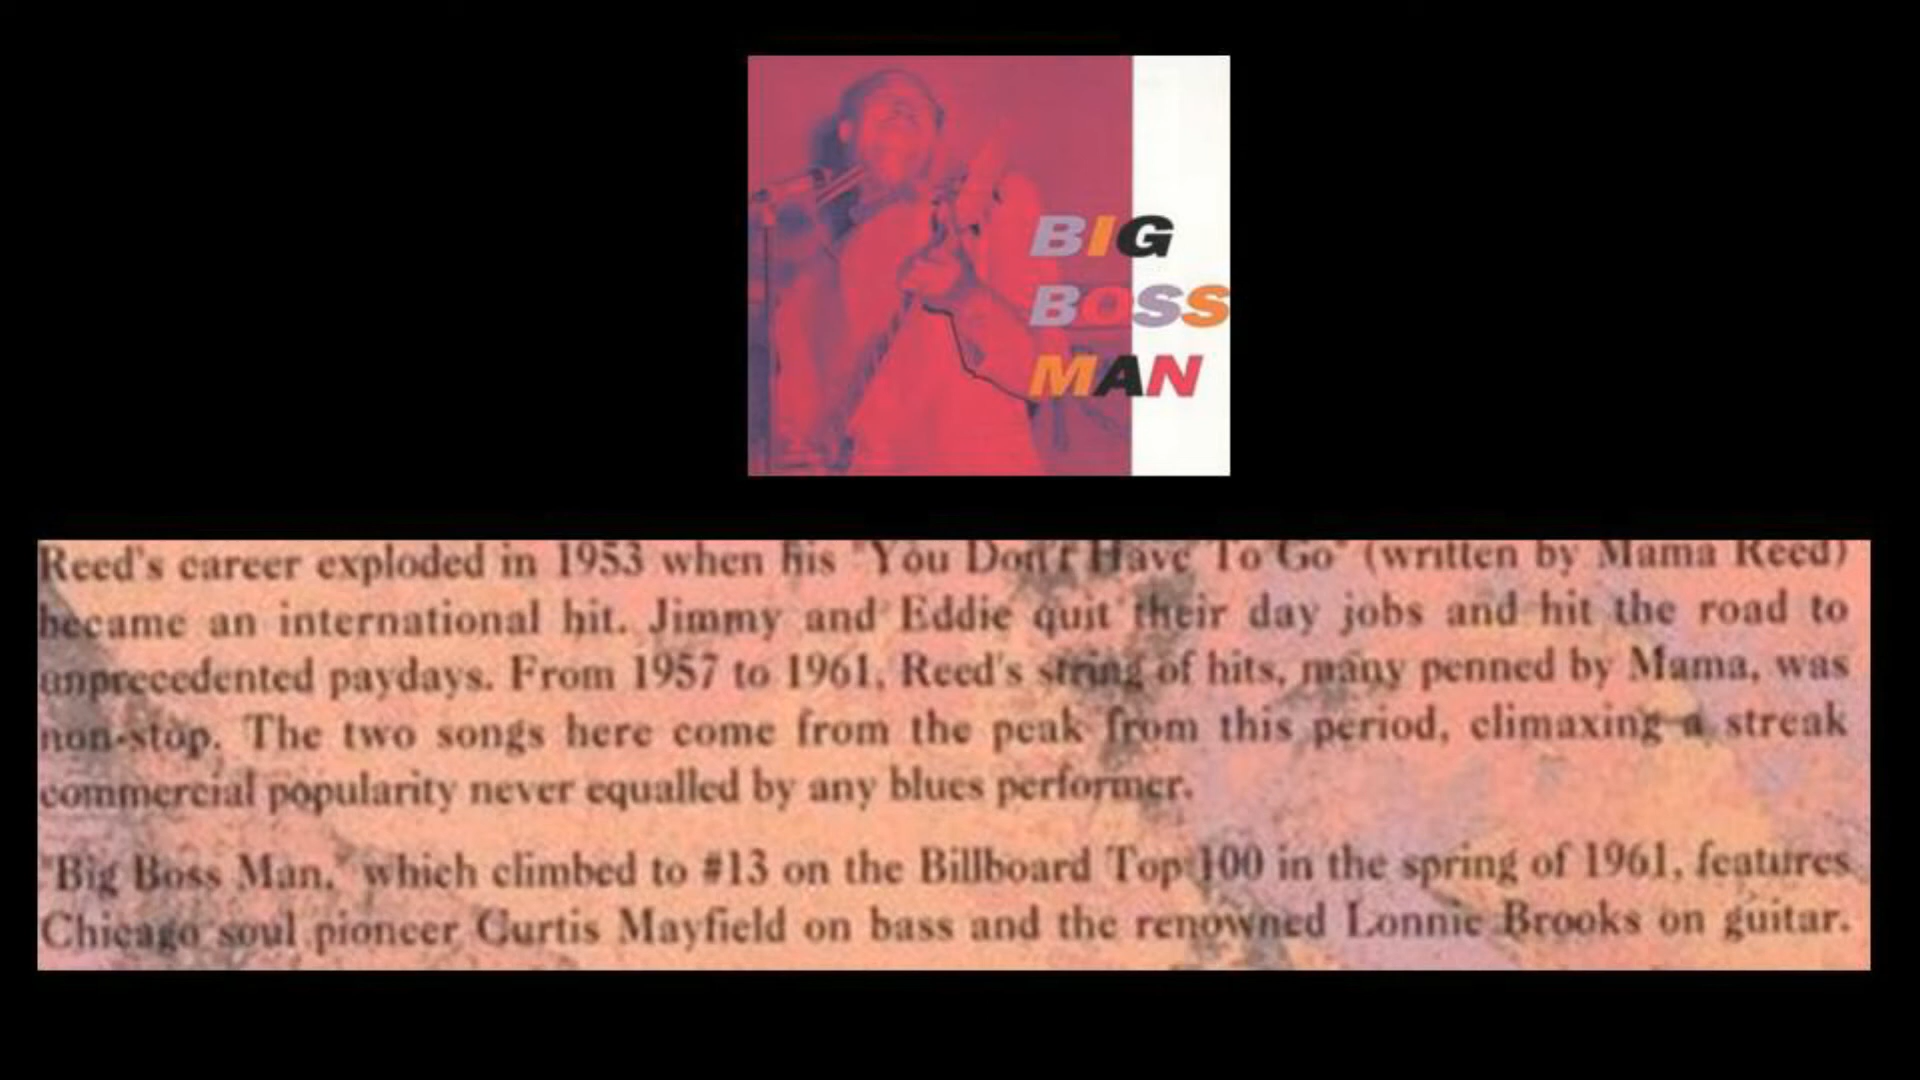 BIG
BOSS
MAN
Reed's career exploded in 1953 when his "You Don't Have To Go" (written by Mama Reed)
became an international hit. Jimmy and Eddie quit their day jobs and hit the road to
unprecedented paydays. From 1957 to 1961, Reed's string of hits, many penned by Mama, was
non-stop. The two songs here come from the peak from this period, climaxing a streak
commercial popularity never equalled by any blues performer.
"Big Boss Man," which climbed to #13 on the Billboard Top 100 in the spring of 1961, features
Chicago soul pioneer Curtis Mayfield on bass and the renowned Lonnie Brooks on guitar.